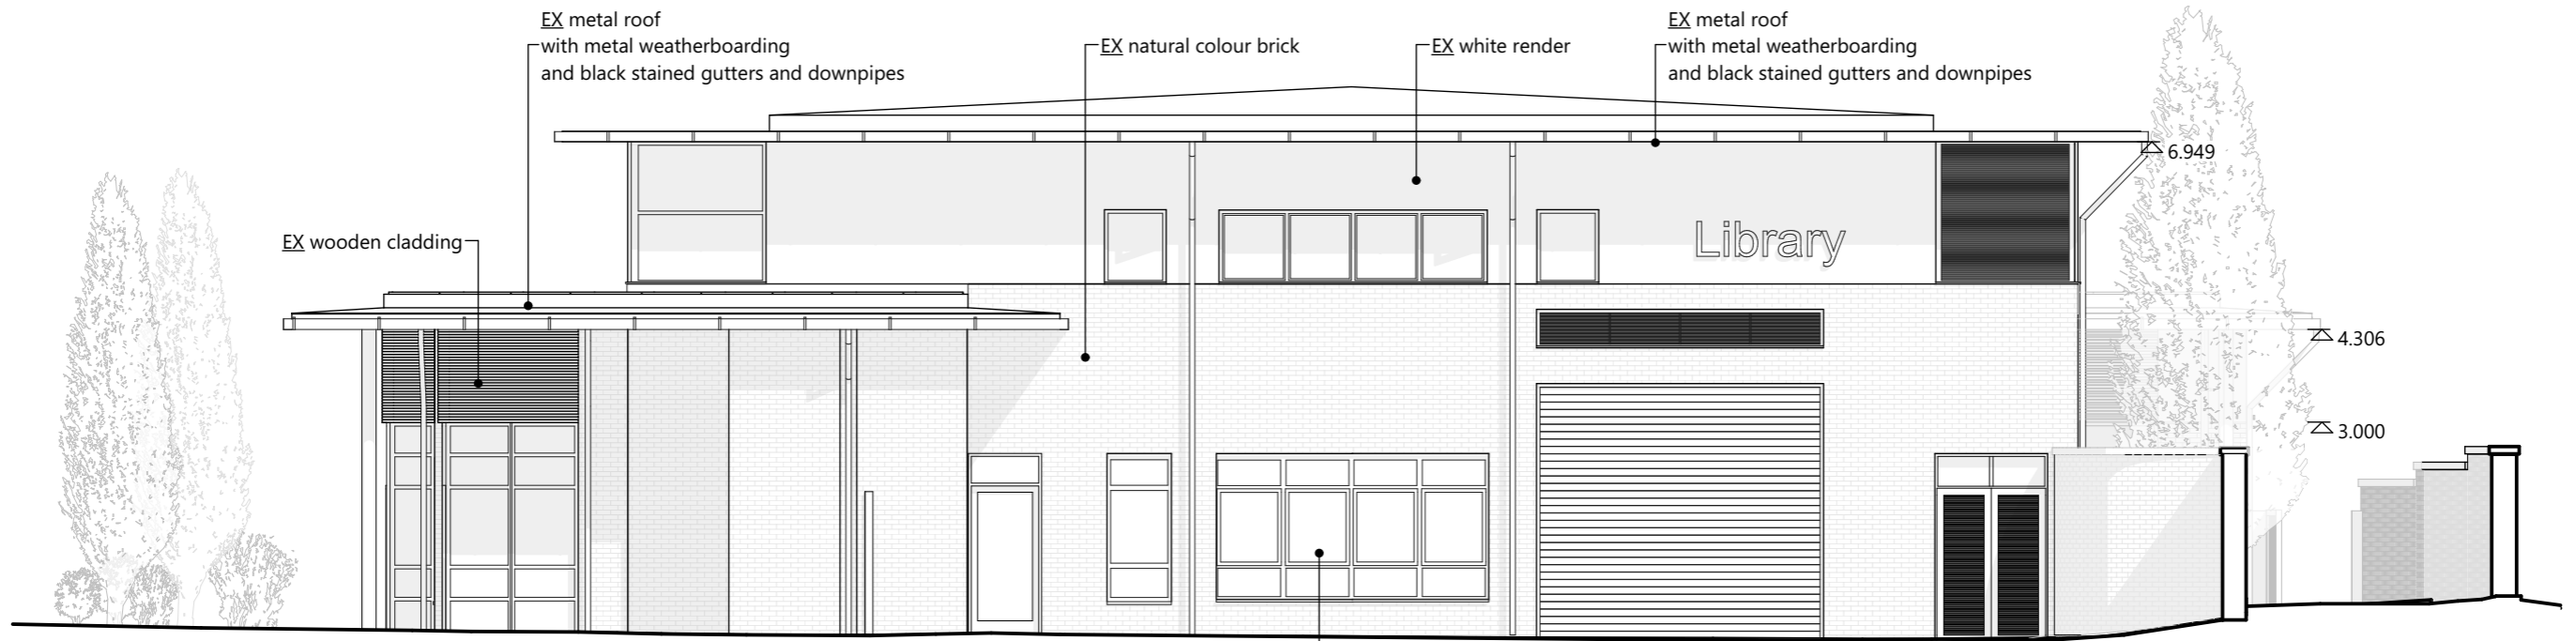 EX metal roof
with metal weatherboarding
and black stained gutters and downpipes
EX natural colour brick
EX white render
EX metal roof
with metal weatherboarding
and black stained gutters and downpipes
6.949
EX wooden cladding
Library
4.306
3.000